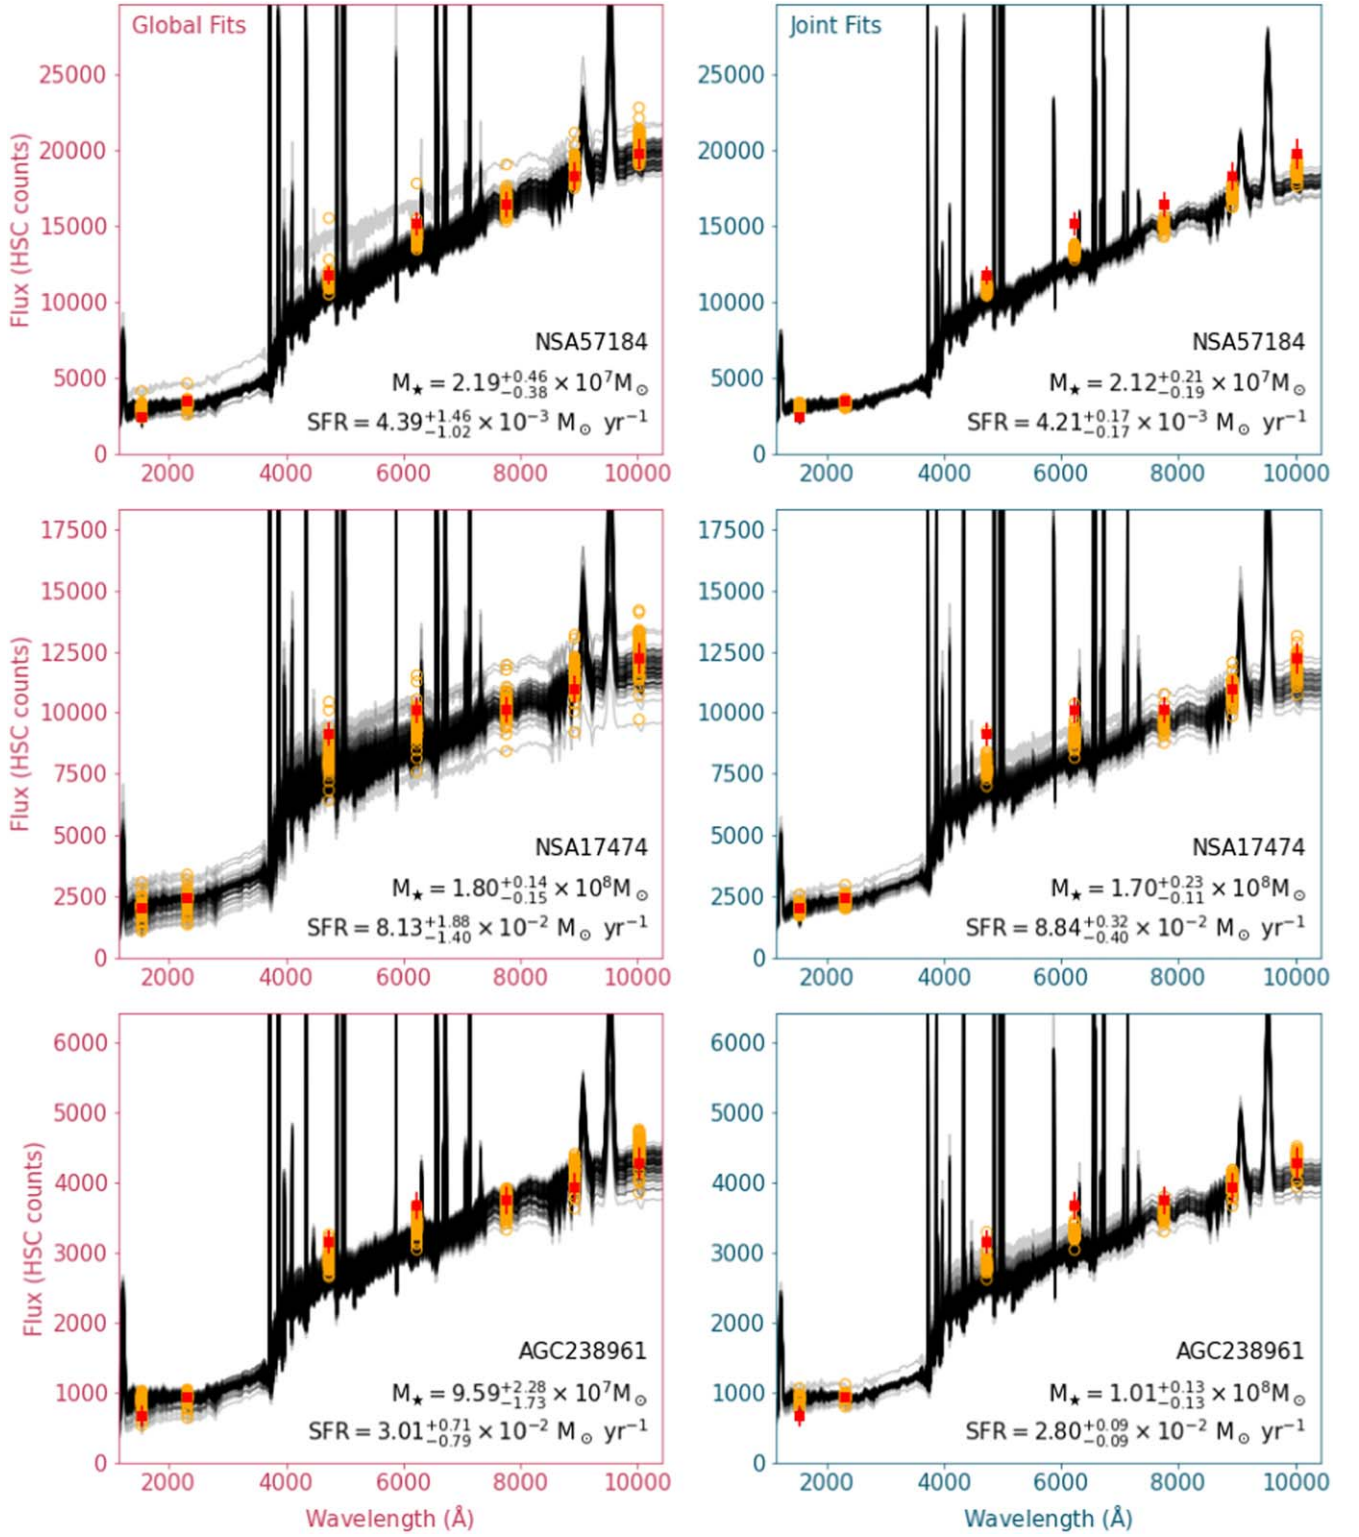 Global Fits
Joint Fits
Flux (HSC counts)
25000
20000
15000
10000
5000
0
NSA57184
M★ = 2.19 +0.46 −0.38 × 10⁷M⊙
SFR = 4.39 +1.46 −1.02 × 10⁻³ M⊙ yr⁻¹
2000 4000 6000 8000 10000
25000
20000
15000
10000
5000
0
NSA57184
M★ = 2.12 +0.21 −0.19 × 10⁷M⊙
SFR = 4.21 +0.17 −0.17 × 10⁻³ M⊙ yr⁻¹
2000 4000 6000 8000 10000
Flux (HSC counts)
17500
15000
12500
10000
7500
5000
2500
0
NSA17474
M★ = 1.80 +0.14 −0.15 × 10⁸M⊙
SFR = 8.13 +1.88 −1.40 × 10⁻² M⊙ yr⁻¹
2000 4000 6000 8000 10000
17500
15000
12500
10000
7500
5000
2500
0
NSA17474
M★ = 1.70 +0.23 −0.11 × 10⁸M⊙
SFR = 8.84 +0.32 −0.40 × 10⁻² M⊙ yr⁻¹
2000 4000 6000 8000 10000
Flux (HSC counts)
6000
5000
4000
3000
2000
1000
0
AGC238961
M★ = 9.59 +2.28 −1.73 × 10⁷M⊙
SFR = 3.01 +0.71 −0.79 × 10⁻² M⊙ yr⁻¹
2000 4000 6000 8000 10000
Wavelength (Å)
6000
5000
4000
3000
2000
1000
0
AGC238961
M★ = 1.01 +0.13 −0.13 × 10⁸M⊙
SFR = 2.80 +0.09 −0.09 × 10⁻² M⊙ yr⁻¹
2000 4000 6000 8000 10000
Wavelength (Å)